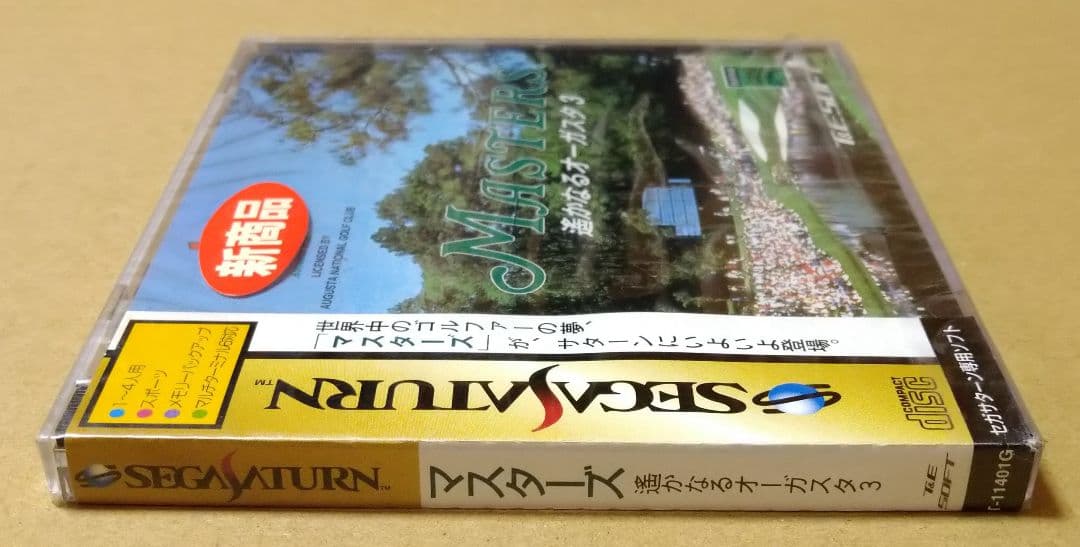 MASTERS
遙かなるオーガスタ3
T&E SOFT
新商品
LICENSED BY
AUGUSTA NATIONAL GOLF CLUB
世界中のゴルファーの夢、
「マスターズ」が、サターンにいよいよ登場。
1〜4人用
スポーツ
メモリーバックアップ
マルチターミナル6対応
SEGASATURN™
COMPACT
disc
セガサターン専用ソフト
SEGASATURN™
マスターズ
遙かなるオーガスタ3
T&E
SOFT
T-11401G